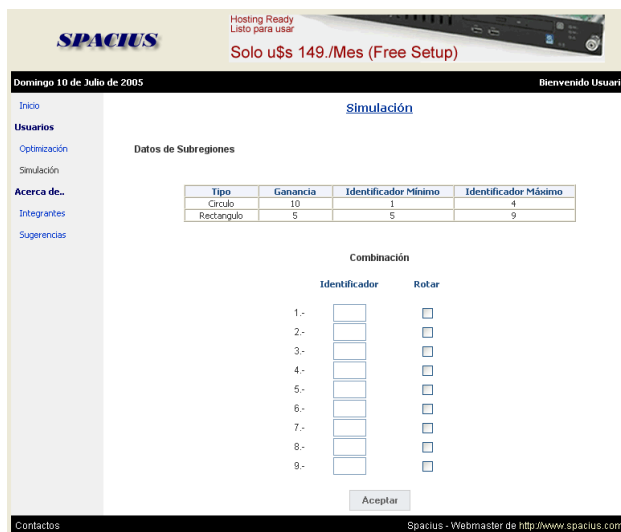 SPACIUS
Hosting Ready
Listo para usar
Solo u$s 149./Mes (Free Setup)
Domingo 10 de Julio de 2005 Bienvenido Usuari
Inicio
Simulación
Usuarios
Optimización
Datos de Subregiones
Simulación
Acerca de..
Integrantes
Sugerencias
Tipo Ganancia Identificador Mínimo Identificador Máximo
Circulo 10 1 4
Rectangulo 5 5 9
Combinación
Identificador Rotar
1.-
2.-
3.-
4.-
5.-
6.-
7.-
8.-
9.-
Aceptar
Contactos Spacius - Webmaster de http://www.spacius.com